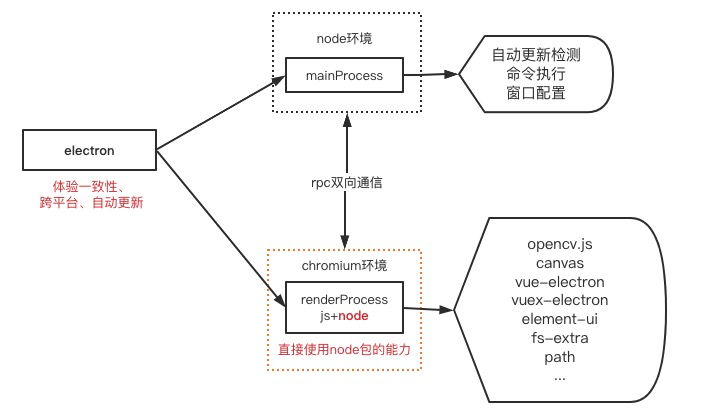 node环境
mainProcess
自动更新检测
命令执行
窗口配置
electron
体验一致性、
跨平台、自动更新
rpc双向通信
chromium环境
renderProcess
js+node
直接使用node包的能力
opencv.js
canvas
vue-electron
vuex-electron
element-ui
fs-extra
path
...